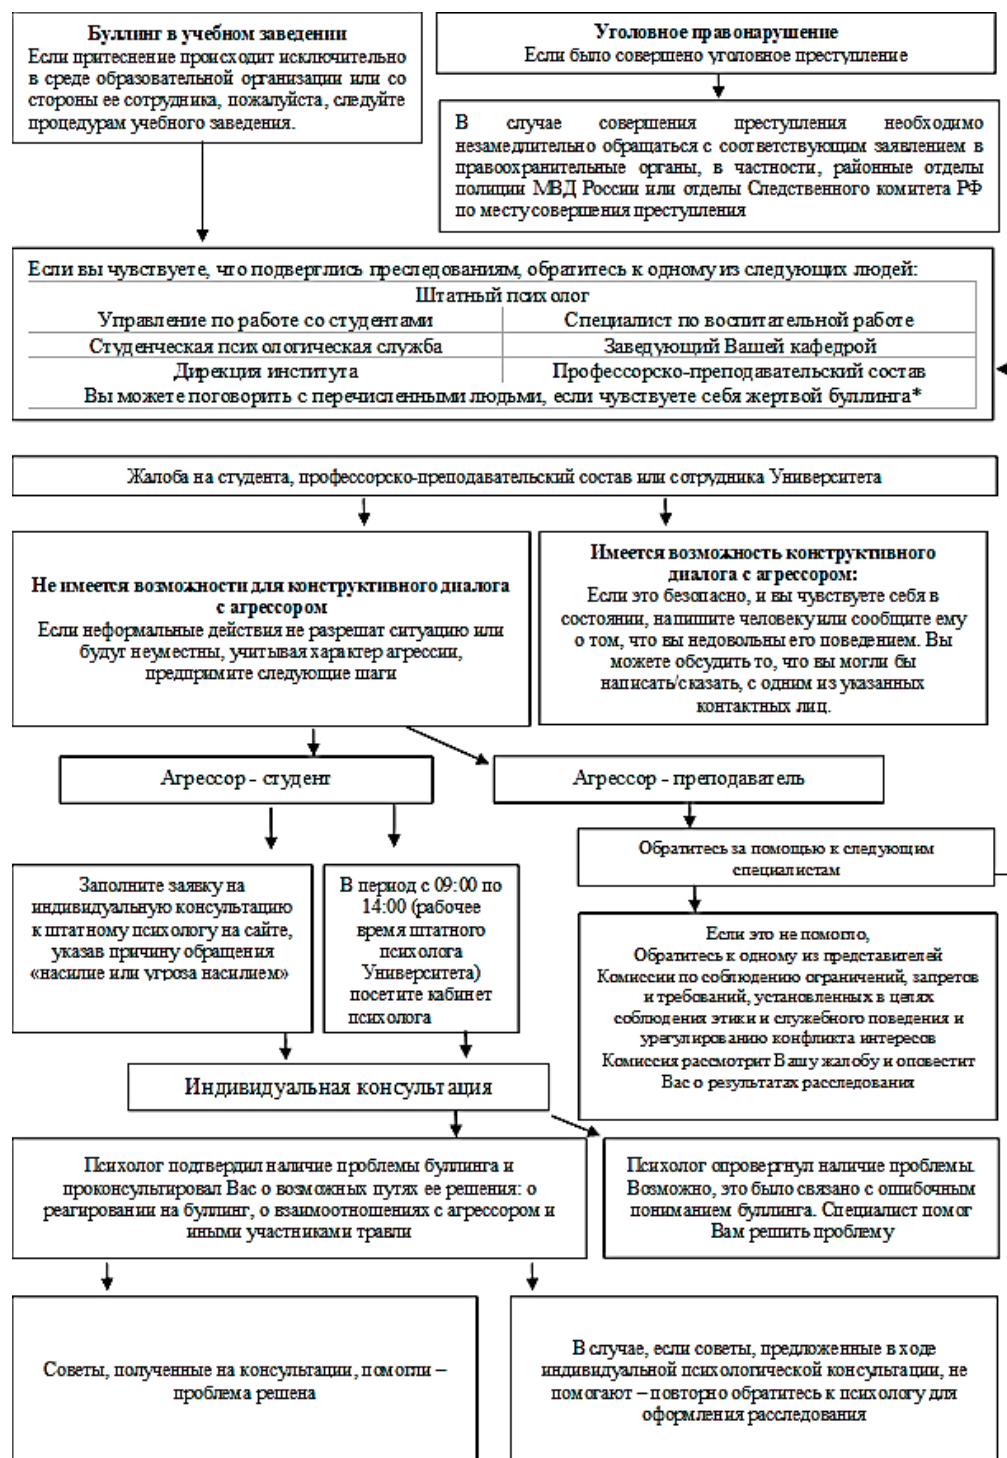 Буллинг в учебном заведении
Если притеснение происходит исключительно
в среде образовательной организации или со
стороны ее сотрудника, пожалуйста, следуйте
процедурам учебного заведения.
Уголовное правонарушение
Если было совершено уголовное преступление
В случае совершения преступления необходимо
незамедлительно обращаться с соответствующим заявлением в
правоохранительные органы, в частности, районные отделы
полиции МВД России или отделы Следственного комитета РФ
по месту совершения преступления
Если вы чувствуете, что подверглись преследованиям, обратитесь к одному из следующих людей:
Штатный психолог
Управление по работе со студентами
Специалист по воспитательной работе
Студенческая психологическая служба
Заведующий Вашей кафедрой
Дирекция института
Профессорско-преподавательский состав
Вы можете поговорить с перечисленными людьми, если чувствуете себя жертвой буллинга*
Жалоба на студента, профессорско-преподавательский состав или сотрудника Университета
Не имеется возможности для конструктивного диалога
с агрессором
Если неформальные действия не разрешат ситуацию или
будут неуместны, учитывая характер агрессии,
предпримите следующие шаги
Имеется возможность конструктивного
диалога с агрессором:
Если это безопасно, и вы чувствуете себя в
состоянии, напишите человеку или сообщите ему
о том, что вы недовольны его поведением. Вы
можете обсудить то, что вы могли бы
написать/сказать, с одним из указанных
контактных лиц.
Агрессор - студент
Агрессор - преподаватель
Заполните заявку на
индивидуальную консультацию
к штатному психологу на сайте,
указав причину обращения
«насилие или угроза насилием»
В период с 09:00 по
14:00 (рабочее
время штатного
психолога
Университета)
посетите кабинет
психолога
Обратитесь за помощью к следующим
специалистам
Если это не помогло,
Обратитесь к одному из представителей
Комиссии по соблюдению ограничений, запретов
и требований, установленных в целях
соблюдения этики и служебного поведения и
урегулированию конфликта интересов
Комиссия рассмотрит Вашу жалобу и оповестит
Вас о результатах расследования
Индивидуальная консультация
Психолог подтвердил наличие проблемы буллинга и
проконсультировал Вас о возможных путях ее решения: о
реагировании на буллинг, о взаимоотношениях с агрессором и
иными участниками травли
Психолог опровергнул наличие проблемы.
Возможно, это было связано с ошибочным
пониманием буллинга. Специалист помог
Вам решить проблему
Советы, полученные на консультации, помогли –
проблема решена
В случае, если советы, предложенные в ходе
индивидуальной психологической консультации, не
помогают – повторно обратитесь к психологу для
оформления расследования